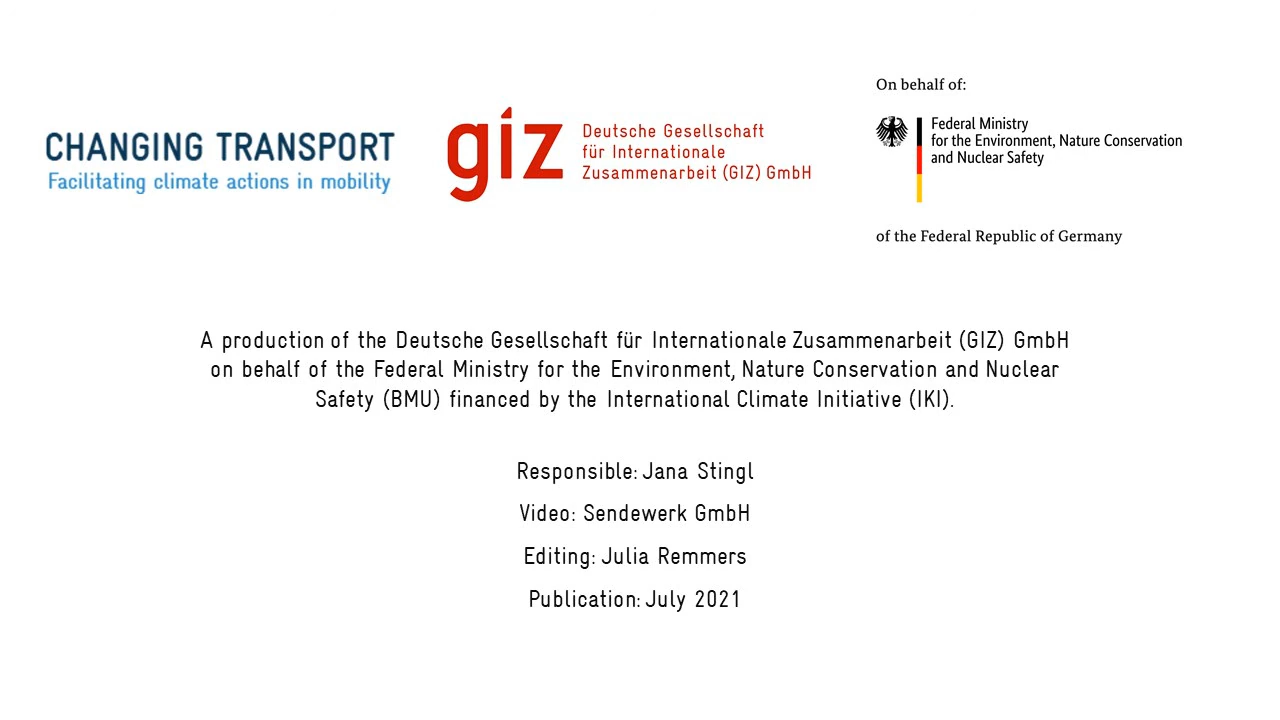 CHANGING TRANSPORT
Facilitating climate actions in mobility
giz
Deutsche Gesellschaft
für Internationale
Zusammenarbeit (GIZ) GmbH
On behalf of:
Federal Ministry
for the Environment, Nature Conservation
and Nuclear Safety
of the Federal Republic of Germany
A production of the Deutsche Gesellschaft für Internationale Zusammenarbeit (GIZ) GmbH
on behalf of the Federal Ministry for the Environment, Nature Conservation and Nuclear
Safety (BMU) financed by the International Climate Initiative (IKI).
Responsible: Jana Stingl
Video: Sendewerk GmbH
Editing: Julia Remmers
Publication: July 2021